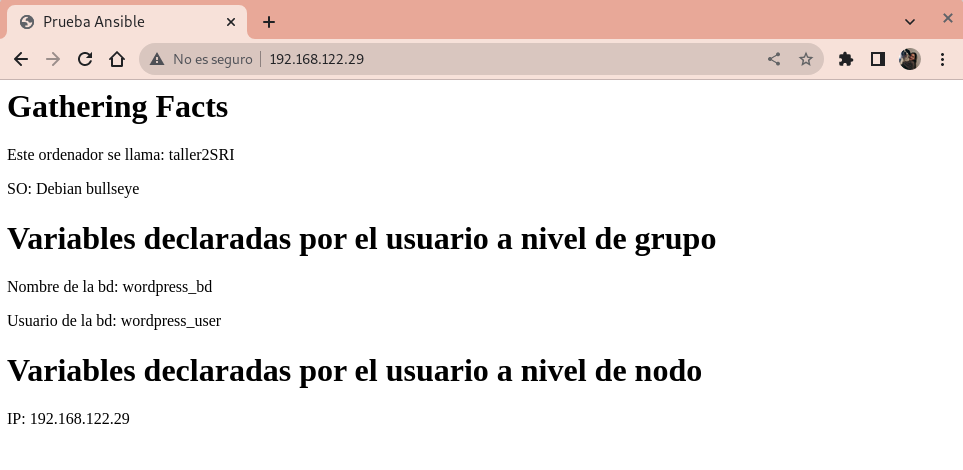 Prueba Ansible
No es seguro 192.168.122.29
Gathering Facts
Este ordenador se llama: taller2SRI
SO: Debian bullseye
Variables declaradas por el usuario a nivel de grupo
Nombre de la bd: wordpress_bd
Usuario de la bd: wordpress_user
Variables declaradas por el usuario a nivel de nodo
IP: 192.168.122.29